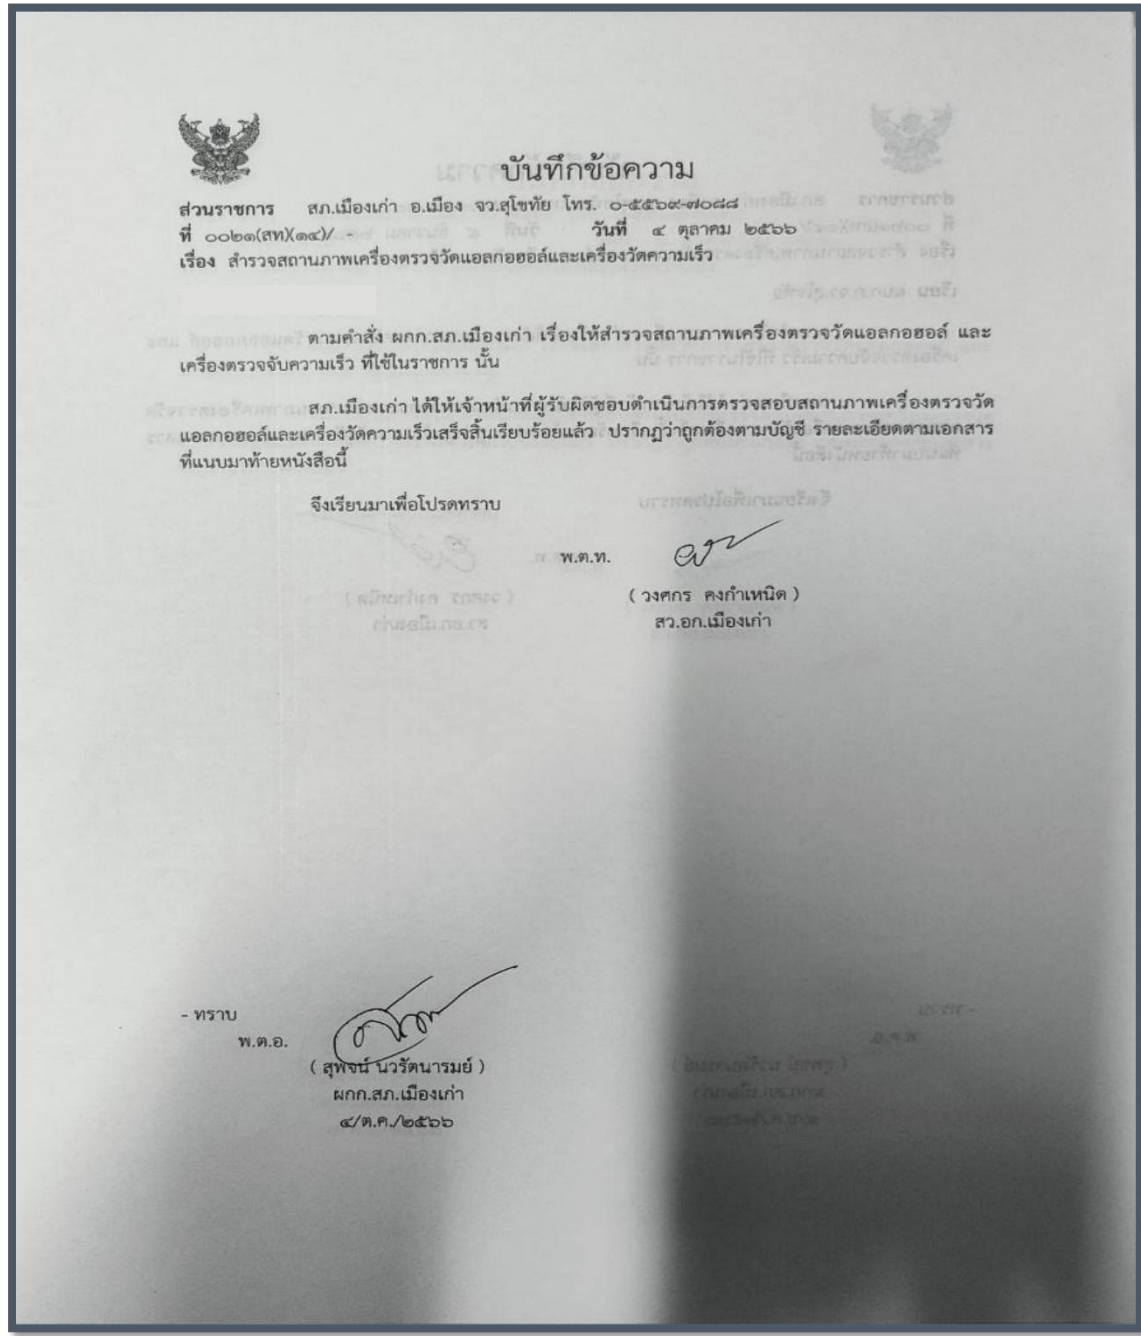 บันทึกข้อความ
ส่วนราชการ สภ.เมืองเก่า อ.เมือง จว.สุโขทัย โทร. ๐-๕๕๖๙-๗๐๘๘
ที่ ๐๐๒๑(สท)(๑๔)/ - วันที่ ๔ ตุลาคม ๒๕๖๖
เรื่อง สำรวจสถานภาพเครื่องตรวจวัดแอลกอฮอล์และเครื่องวัดความเร็ว
ตามคำสั่ง ผกก.สภ.เมืองเก่า เรื่องให้สำรวจสถานภาพเครื่องตรวจวัดแอลกอฮอล์ และ
เครื่องตรวจจับความเร็ว ที่ใช้ในราชการ นั้น
สภ.เมืองเก่า ได้ให้เจ้าหน้าที่ผู้รับผิดชอบดำเนินการตรวจสอบสถานภาพเครื่องตรวจวัด
แอลกอฮอล์และเครื่องวัดความเร็วเสร็จสิ้นเรียบร้อยแล้ว ปรากฏว่าถูกต้องตามบัญชี รายละเอียดตามเอกสาร
ที่แนบมาท้ายหนังสือนี้
จึงเรียนมาเพื่อโปรดทราบ
พ.ต.ท.
( วงศกร คงกำเหนิด )
สว.อก.เมืองเก่า
- ทราบ
พ.ต.อ.
( สุพจน์ นวรัตนารมย์ )
ผกก.สภ.เมืองเก่า
๔/ต.ค./๒๕๖๖